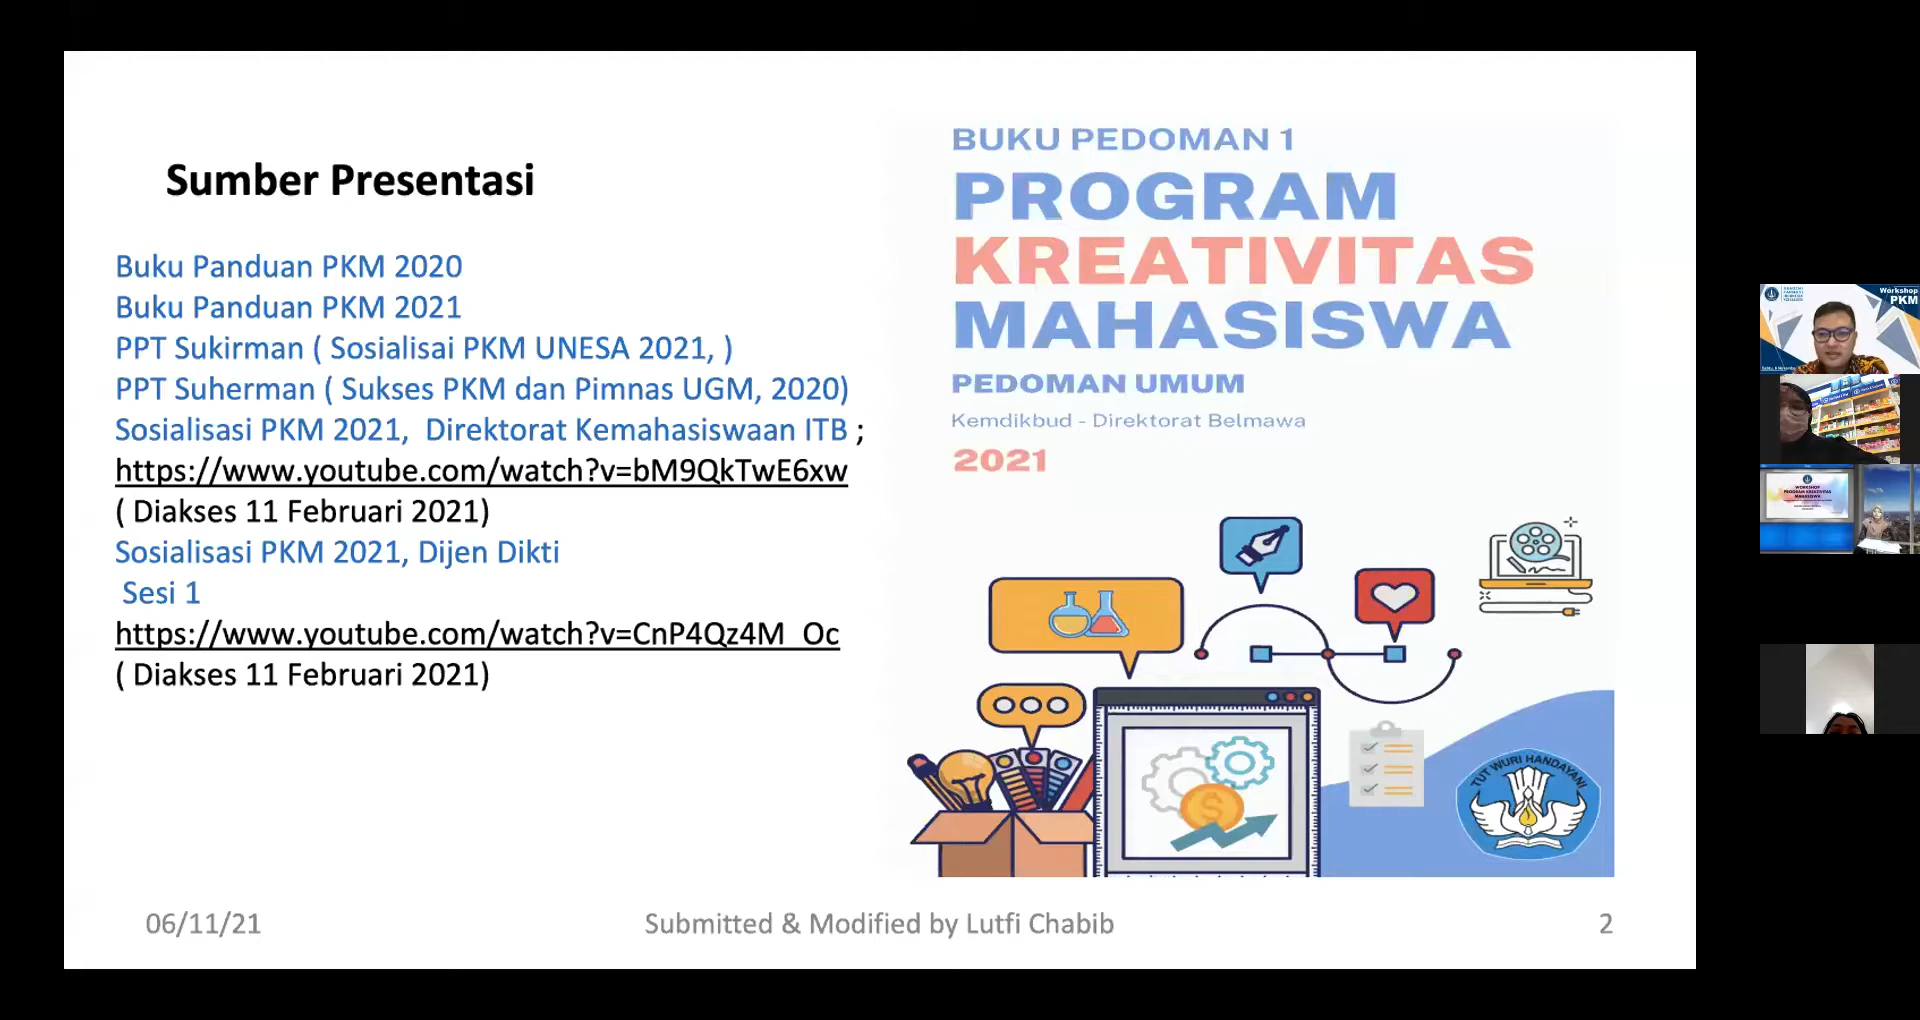 Sumber Presentasi
Buku Panduan PKM 2020
Buku Panduan PKM 2021
PPT Sukirman ( Sosialisai PKM UNESA 2021, )
PPT Suherman ( Sukses PKM dan Pimnas UGM, 2020)
Sosialisasi PKM 2021,  Direktorat Kemahasiswaan ITB ;
https://www.youtube.com/watch?v=bM9QkTwE6xw
( Diakses 11 Februari 2021)
Sosialisasi PKM 2021, Dijen Dikti
Sesi 1
https://www.youtube.com/watch?v=CnP4Qz4M_Oc
( Diakses 11 Februari 2021)
BUKU PEDOMAN 1
PROGRAM
KREATIVITAS
MAHASISWA
PEDOMAN UMUM
Kemdikbud - Direktorat Belmawa
2021
TUT WURI HANDAYANI
06/11/21
Submitted & Modified by Lutfi Chabib
2
Workshop
PKM
WORKSHOP
PROGRAM KREATIVITAS
MAHASISWA